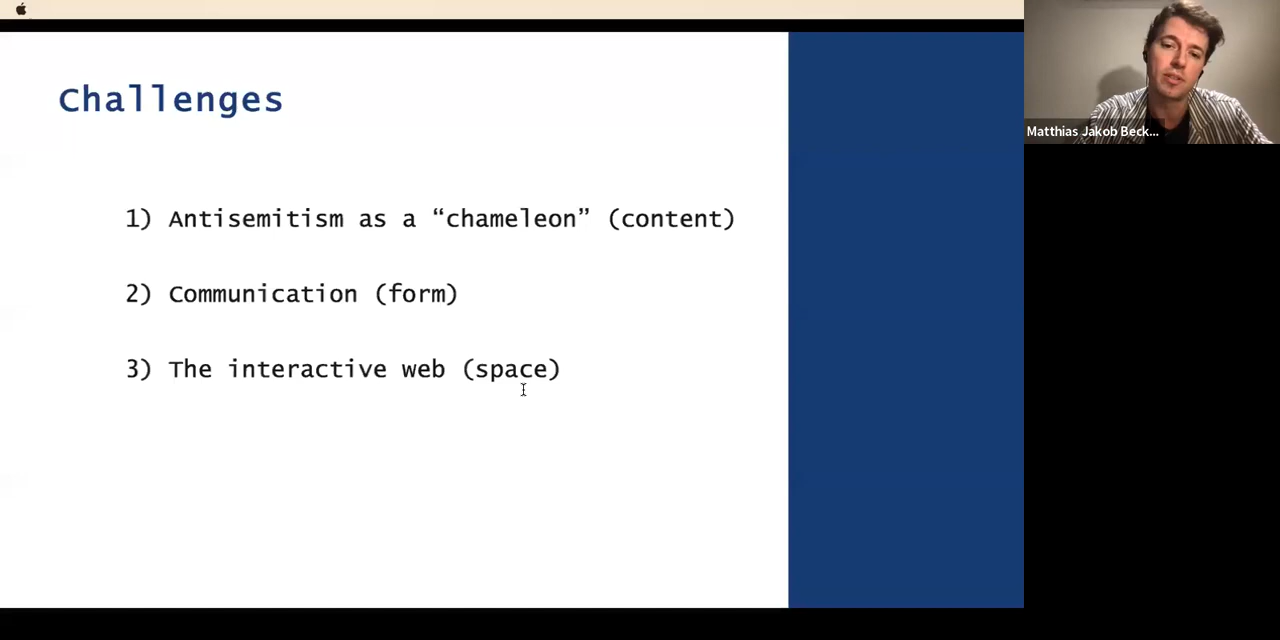 Challenges
1) Antisemitism as a “chameleon” (content)
2) Communication (form)
3) The interactive web (space)
Matthias Jakob Beck...